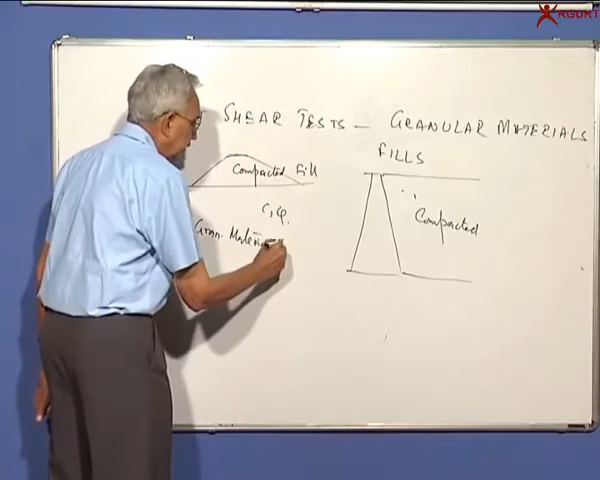 RGUKT
SHEAR TESTS - GRANULAR MATERIALS
FILLS
Compacted Fill
C, φ.
Gran. Materi
Compacted